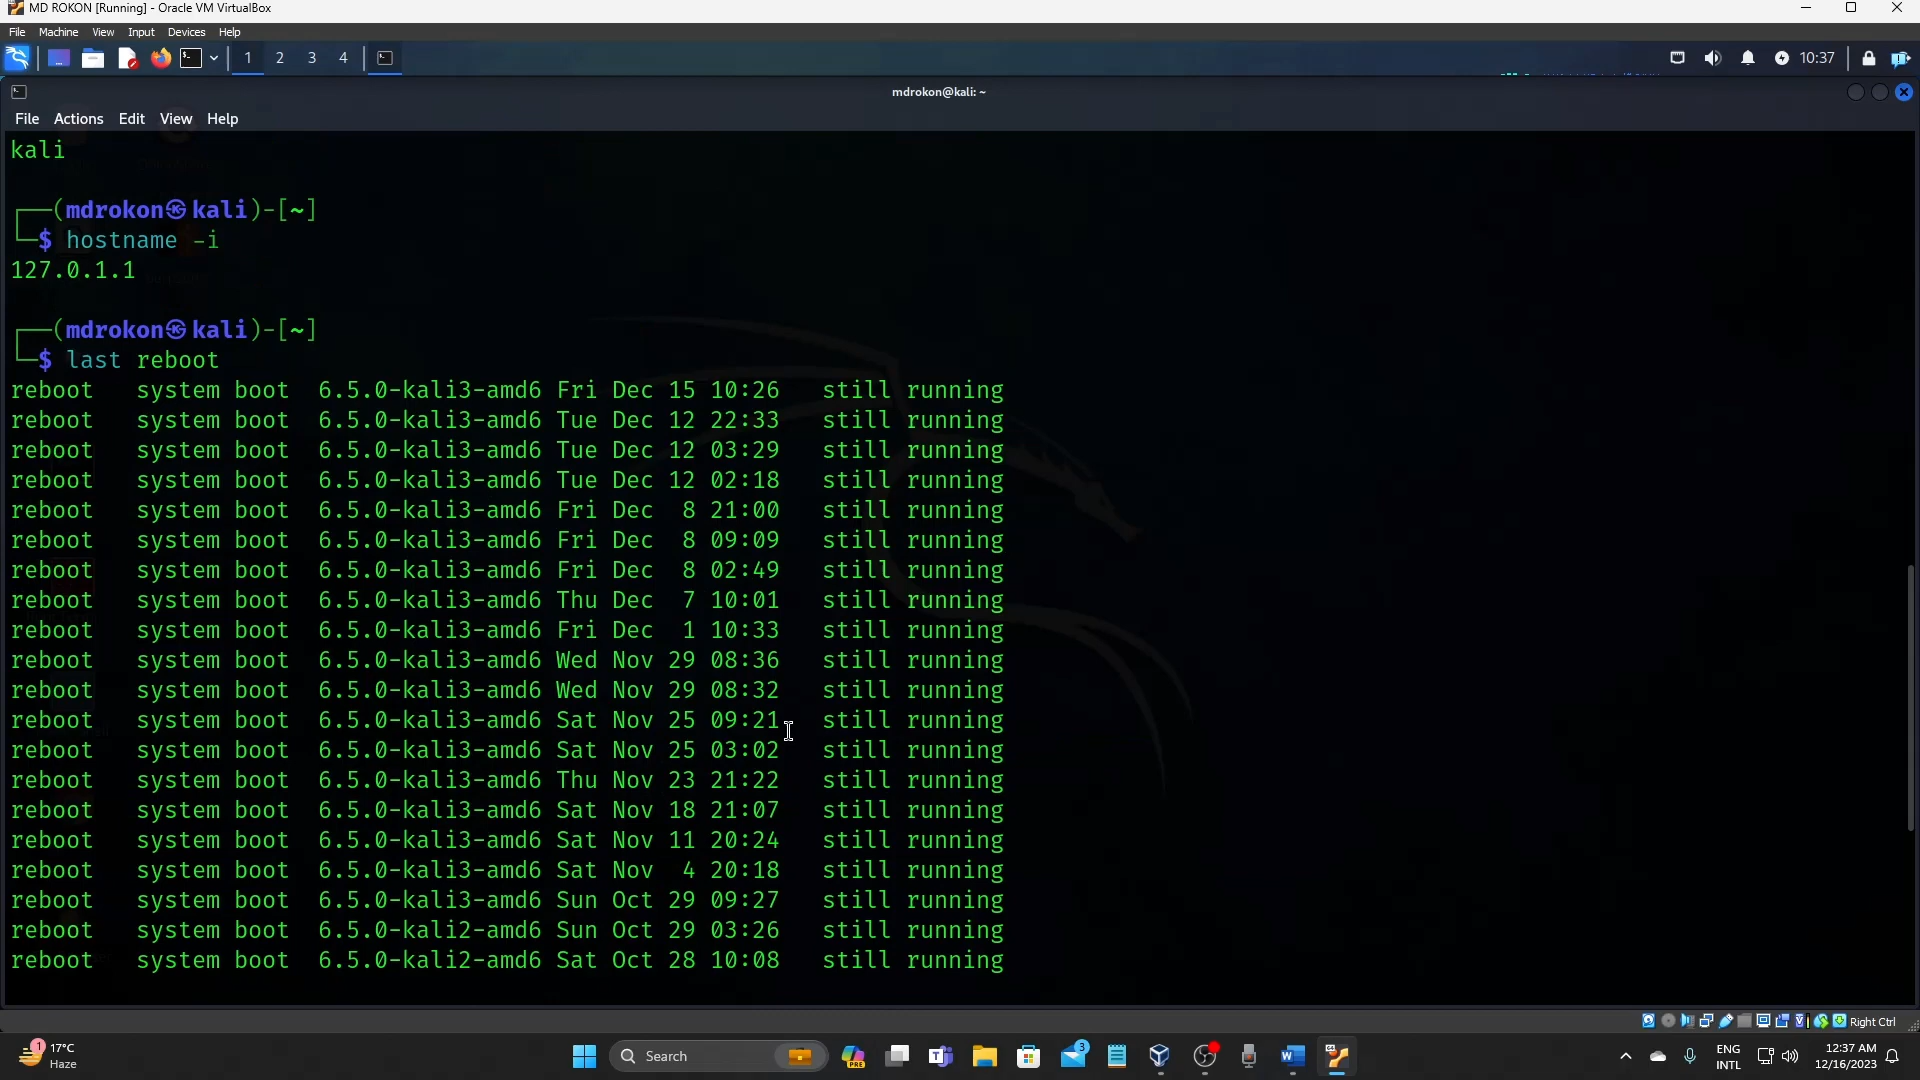 MD ROKON [Running] - Oracle VM VirtualBox
File Machine View Input Devices Help
1 2 3 4
10:37
mdrokon@kali: ~
File Actions Edit View Help
kali
┌──(mdrokon㉿kali)-[~]
└─$ hostname -i
127.0.1.1
┌──(mdrokon㉿kali)-[~]
└─$ last reboot
reboot   system boot  6.5.0-kali3-amd6 Fri Dec 15 10:26   still running
reboot   system boot  6.5.0-kali3-amd6 Tue Dec 12 22:33   still running
reboot   system boot  6.5.0-kali3-amd6 Tue Dec 12 03:29   still running
reboot   system boot  6.5.0-kali3-amd6 Tue Dec 12 02:18   still running
reboot   system boot  6.5.0-kali3-amd6 Fri Dec  8 21:00   still running
reboot   system boot  6.5.0-kali3-amd6 Fri Dec  8 09:09   still running
reboot   system boot  6.5.0-kali3-amd6 Fri Dec  8 02:49   still running
reboot   system boot  6.5.0-kali3-amd6 Thu Dec  7 10:01   still running
reboot   system boot  6.5.0-kali3-amd6 Fri Dec  1 10:33   still running
reboot   system boot  6.5.0-kali3-amd6 Wed Nov 29 08:36   still running
reboot   system boot  6.5.0-kali3-amd6 Wed Nov 29 08:32   still running
reboot   system boot  6.5.0-kali3-amd6 Sat Nov 25 09:21   still running
reboot   system boot  6.5.0-kali3-amd6 Sat Nov 25 03:02   still running
reboot   system boot  6.5.0-kali3-amd6 Thu Nov 23 21:22   still running
reboot   system boot  6.5.0-kali3-amd6 Sat Nov 18 21:07   still running
reboot   system boot  6.5.0-kali3-amd6 Sat Nov 11 20:24   still running
reboot   system boot  6.5.0-kali3-amd6 Sat Nov  4 20:18   still running
reboot   system boot  6.5.0-kali3-amd6 Sun Oct 29 09:27   still running
reboot   system boot  6.5.0-kali2-amd6 Sun Oct 29 03:26   still running
reboot   system boot  6.5.0-kali2-amd6 Sat Oct 28 10:08   still running
Right Ctrl
1
17°C
Haze
Search
PRE
3
ENG
INTL
12:37 AM
12/16/2023